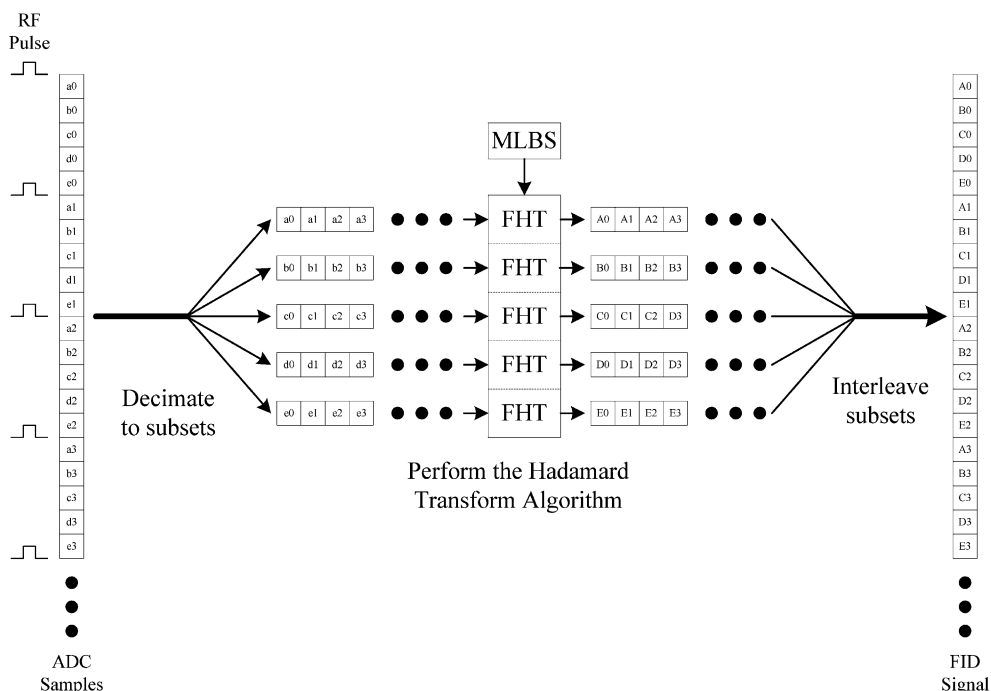 RF
Pulse
a0
b0
c0
d0
e0
a1
b1
c1
d1
e1
a2
b2
c2
d2
e2
a3
b3
c3
d3
e3
ADC
Samples
Decimate
to subsets
a0 a1 a2 a3
b0 b1 b2 b3
c0 c1 c2 c3
d0 d1 d2 d3
e0 e1 e2 e3
MLBS
FHT
FHT
FHT
FHT
FHT
Perform the Hadamard
Transform Algorithm
A0 A1 A2 A3
B0 B1 B2 B3
C0 C1 C2 D3
D0 D1 D2 D3
E0 E1 E2 E3
Interleave
subsets
A0
B0
C0
D0
E0
A1
B1
C1
D1
E1
A2
B2
C2
D2
E2
A3
B3
C3
D3
E3
FID
Signal